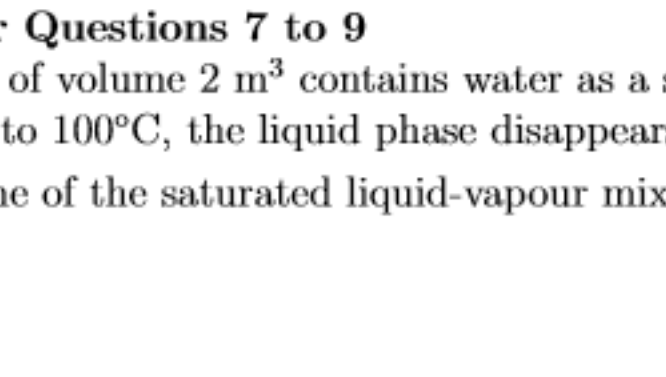 Questions 7 to 9
of volume 2 m³ contains water as a
to 100°C, the liquid phase disappear
of the saturated liquid-vapour mix